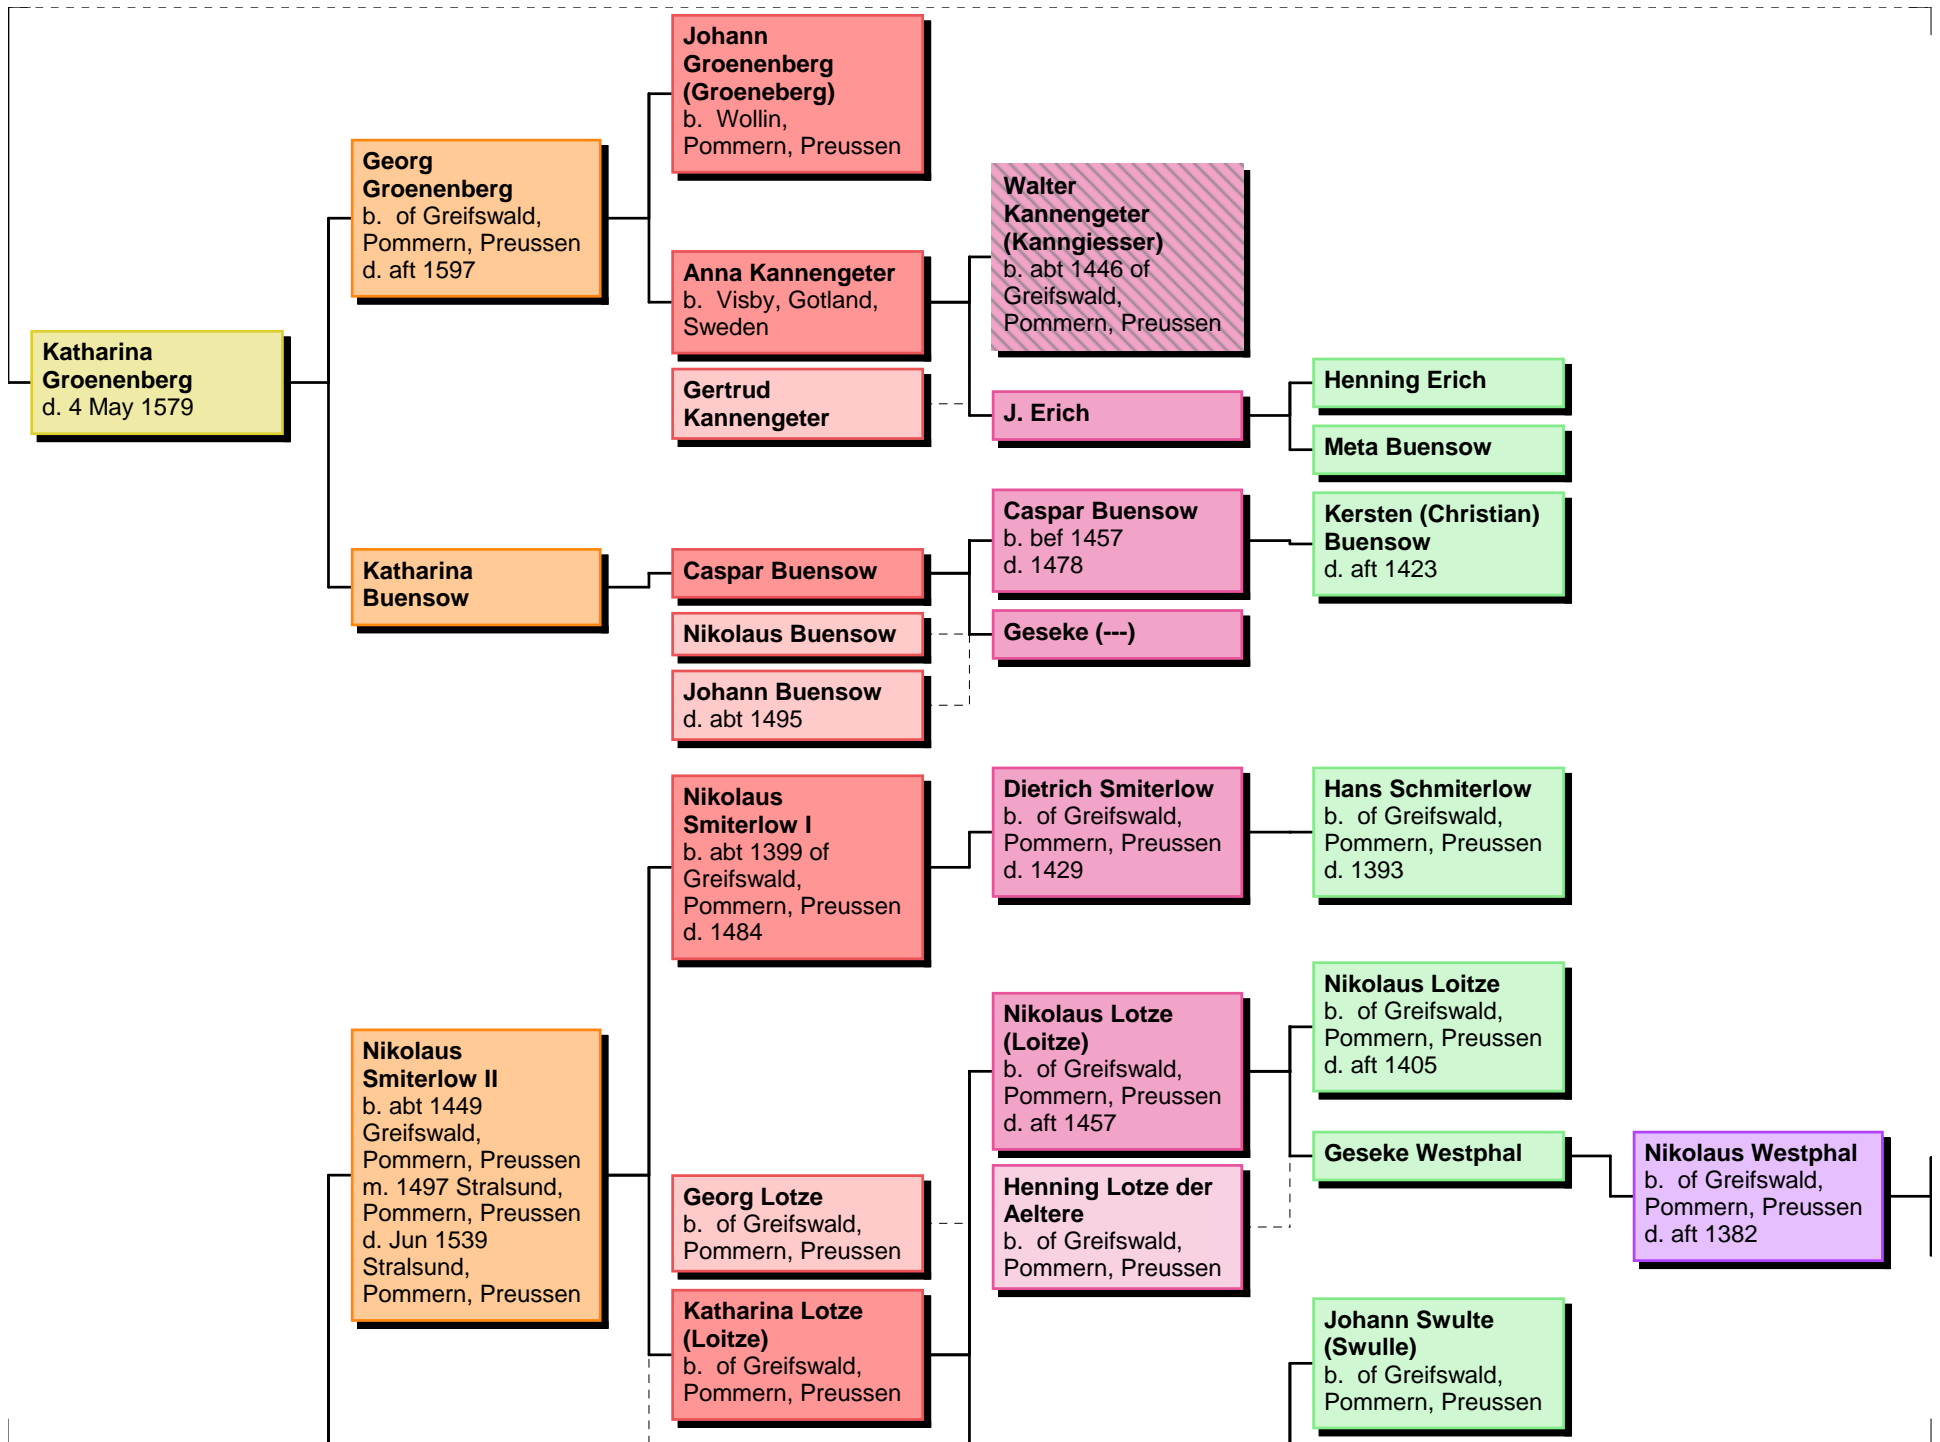 Johann
Groenenberg
(Groeneberg)
b.  Wollin,
Pommern, Preussen
Georg
Groenenberg
b.  of Greifswald,
Pommern, Preussen
d. aft 1597
Walter
Kannengeter
(Kanngiesser)
b. abt 1446 of
Greifswald,
Pommern, Preussen
Anna Kannengeter
b.  Visby, Gotland,
Sweden
Katharina
Groenenberg
d. 4 May 1579
Gertrud
Kannengeter
J. Erich
Henning Erich
Meta Buensow
Caspar Buensow
b. bef 1457
d. 1478
Kersten (Christian)
Buensow
d. aft 1423
Katharina
Buensow
Caspar Buensow
Nikolaus Buensow
Geseke (---)
Johann Buensow
d. abt 1495
Nikolaus
Smiterlow I
b. abt 1399 of
Greifswald,
Pommern, Preussen
d. 1484
Dietrich Smiterlow
b.  of Greifswald,
Pommern, Preussen
d. 1429
Hans Schmiterlow
b.  of Greifswald,
Pommern, Preussen
d. 1393
Nikolaus Loitze
b.  of Greifswald,
Pommern, Preussen
d. aft 1405
Nikolaus Lotze
(Loitze)
b.  of Greifswald,
Pommern, Preussen
d. aft 1457
Nikolaus
Smiterlow II
b. abt 1449
Greifswald,
Pommern, Preussen
m. 1497 Stralsund,
Pommern, Preussen
d. Jun 1539
Stralsund,
Pommern, Preussen
Geseke Westphal
Nikolaus Westphal
b.  of Greifswald,
Pommern, Preussen
d. aft 1382
Georg Lotze
b.  of Greifswald,
Pommern, Preussen
Henning Lotze der
Aeltere
b.  of Greifswald,
Pommern, Preussen
Katharina Lotze
(Loitze)
b.  of Greifswald,
Pommern, Preussen
Johann Swulte
(Swulle)
b.  of Greifswald,
Pommern, Preussen